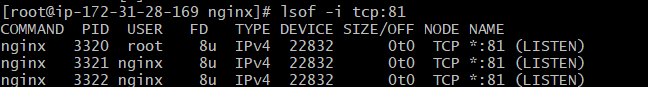 [root@ip-172-31-28-169 nginx]# lsof -i tcp:81
COMMAND  PID  USER   FD   TYPE DEVICE SIZE/OFF NODE NAME
nginx   3320  root    8u  IPv4  22832      0t0  TCP *:81 (LISTEN)
nginx   3321 nginx    8u  IPv4  22832      0t0  TCP *:81 (LISTEN)
nginx   3322 nginx    8u  IPv4  22832      0t0  TCP *:81 (LISTEN)